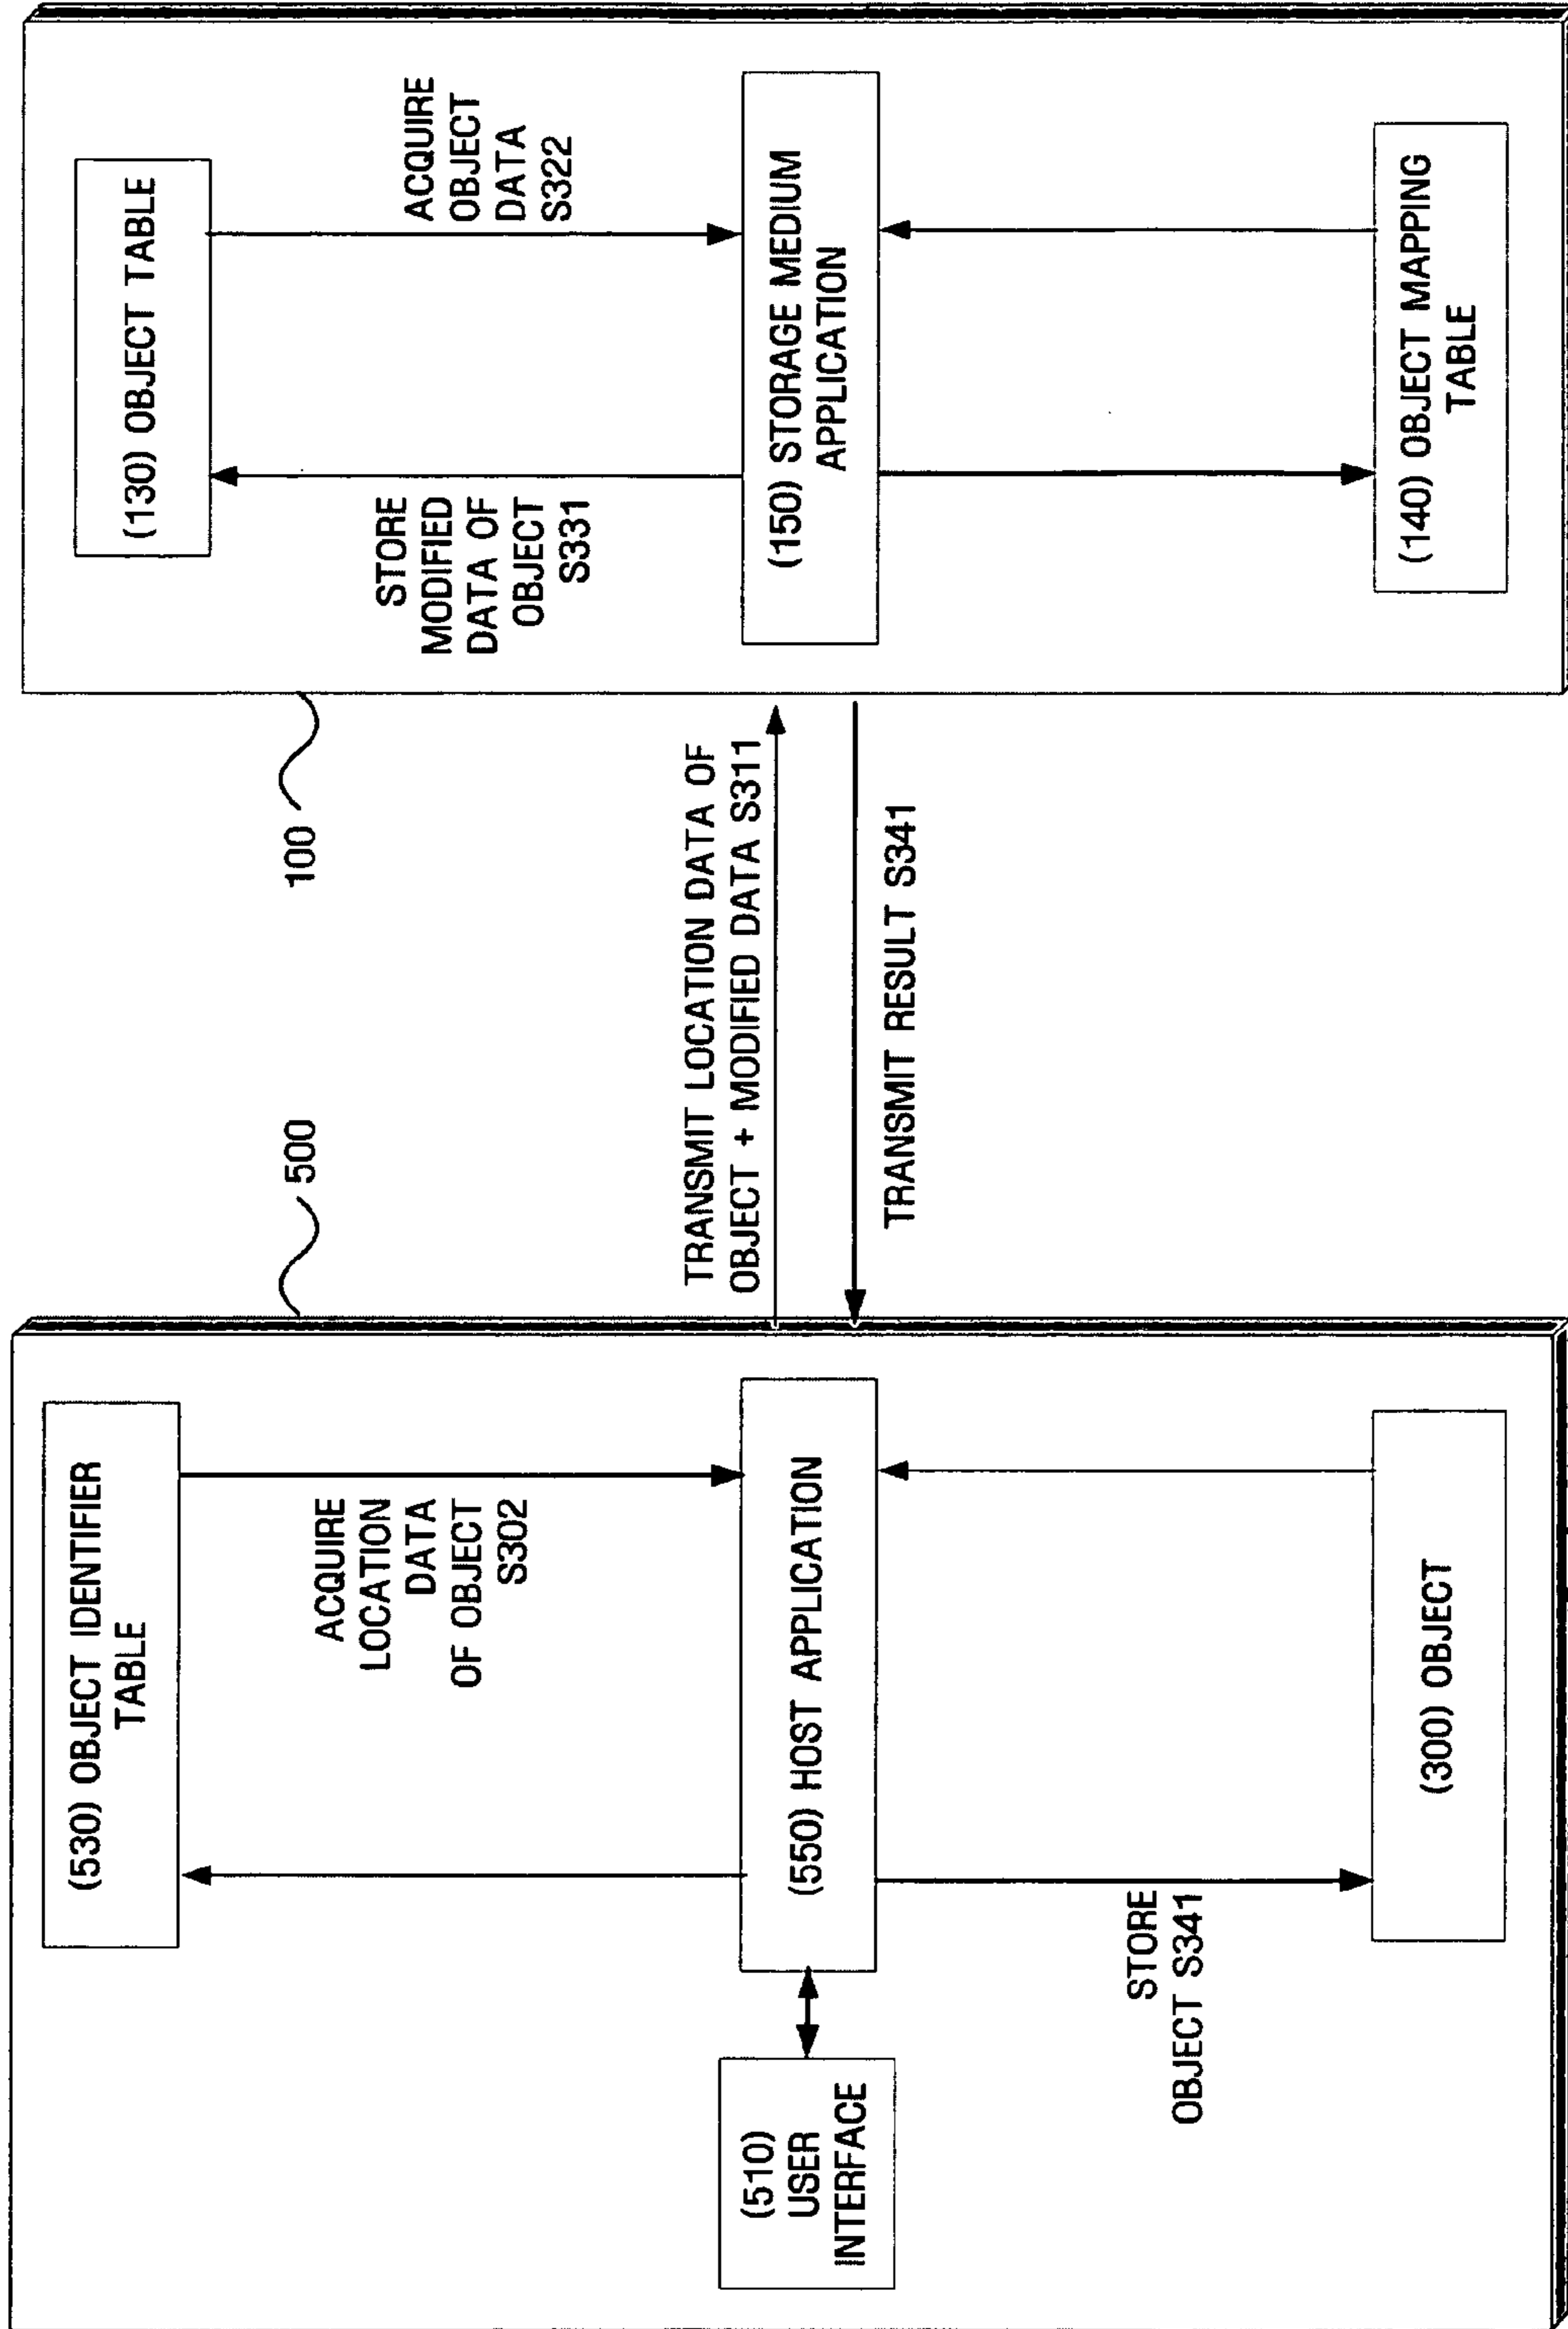 (530) OBJECT IDENTIFIER
TABLE
ACQUIRE
LOCATION
DATA
OF OBJECT
S302
(510)
USER
INTERFACE
(550) HOST APPLICATION
STORE
OBJECT S341
(300) OBJECT
500
TRANSMIT LOCATION DATA OF
OBJECT + MODIFIED DATA S311
TRANSMIT RESULT S341
100
(130) OBJECT TABLE
STORE
MODIFIED
DATA OF
OBJECT
S331
ACQUIRE
OBJECT
DATA
S322
(150) STORAGE MEDIUM
APPLICATION
(140) OBJECT MAPPING
TABLE